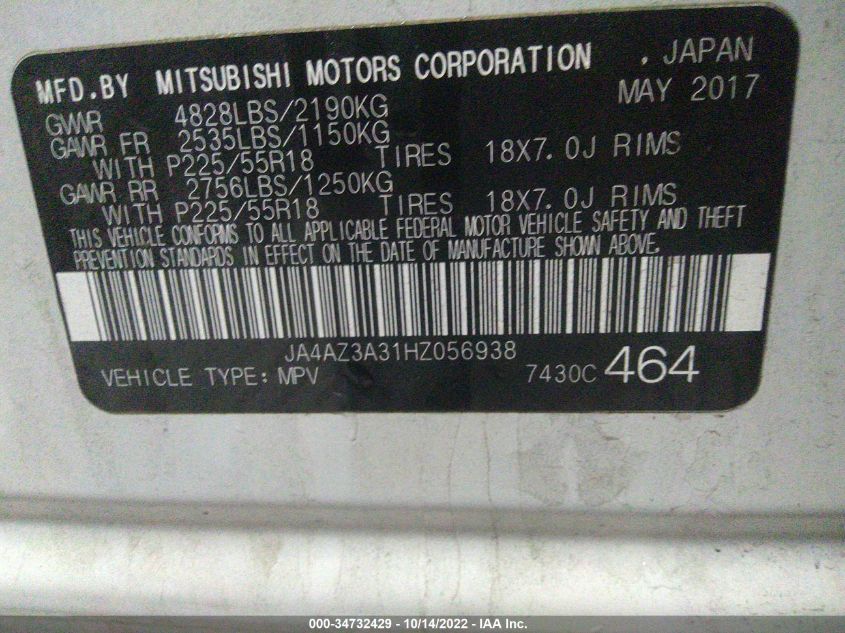 MFD.BY MITSUBISHI MOTORS CORPORATION . JAPAN
GVWR 4828LBS/2190KG MAY 2017
GAWR FR 2535LBS/1150KG
WITH P225/55R18 TIRES 18X7.0J RIMS
GAWR RR 2756LBS/1250KG
WITH P225/55R18 TIRES 18X7.0J RIMS
THIS VEHICLE CONFORMS TO ALL APPLICABLE FEDERAL MOTOR VEHICLE SAFETY AND THEFT
PREVENTION STANDARDS IN EFFECT ON THE DATE OF MANUFACTURE SHOWN ABOVE.
JA4AZ3A31HZ056938
VEHICLE TYPE: MPV 7430C 464
000-34732429 - 10/14/2022 - IAA Inc.